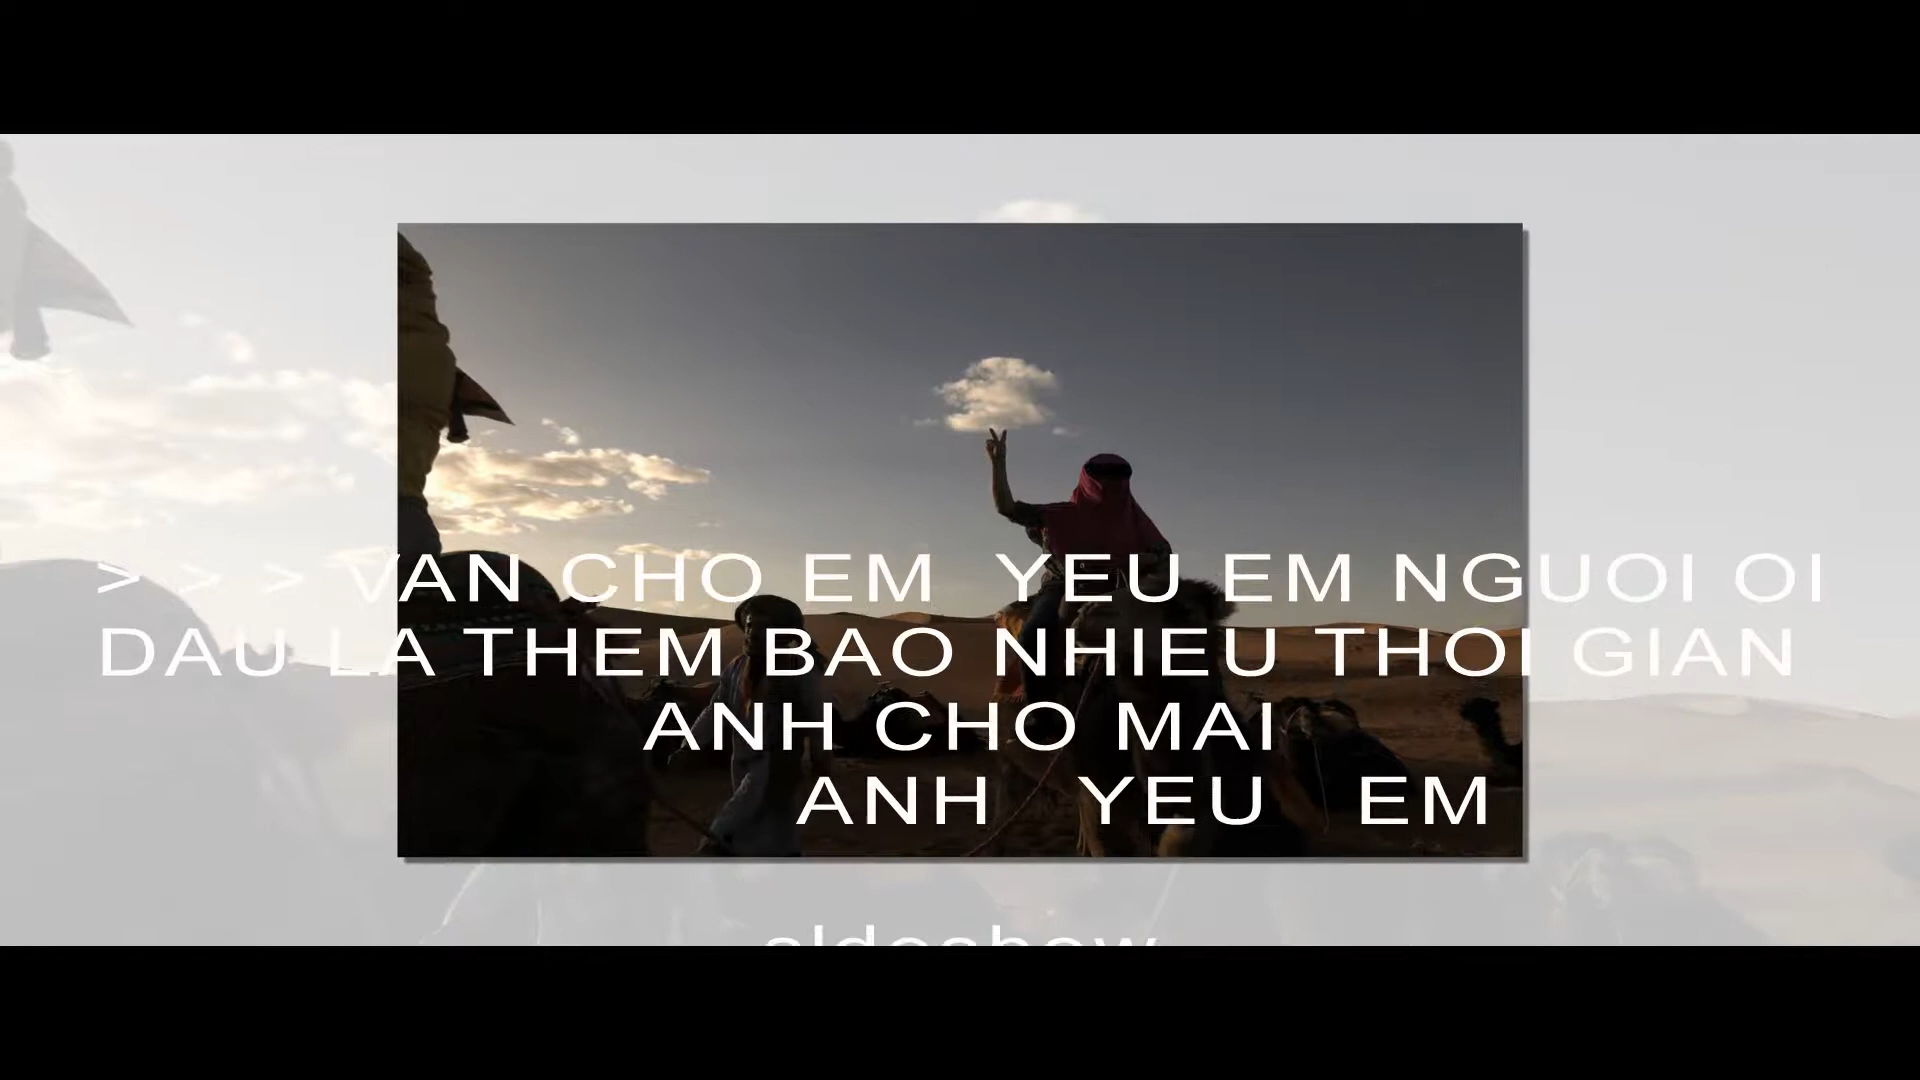 > > > VAN CHO EM  YEU EM NGUOI OI
DAU LA THEM BAO NHIEU THOI GIAN
ANH CHO MAI
ANH YEU EM